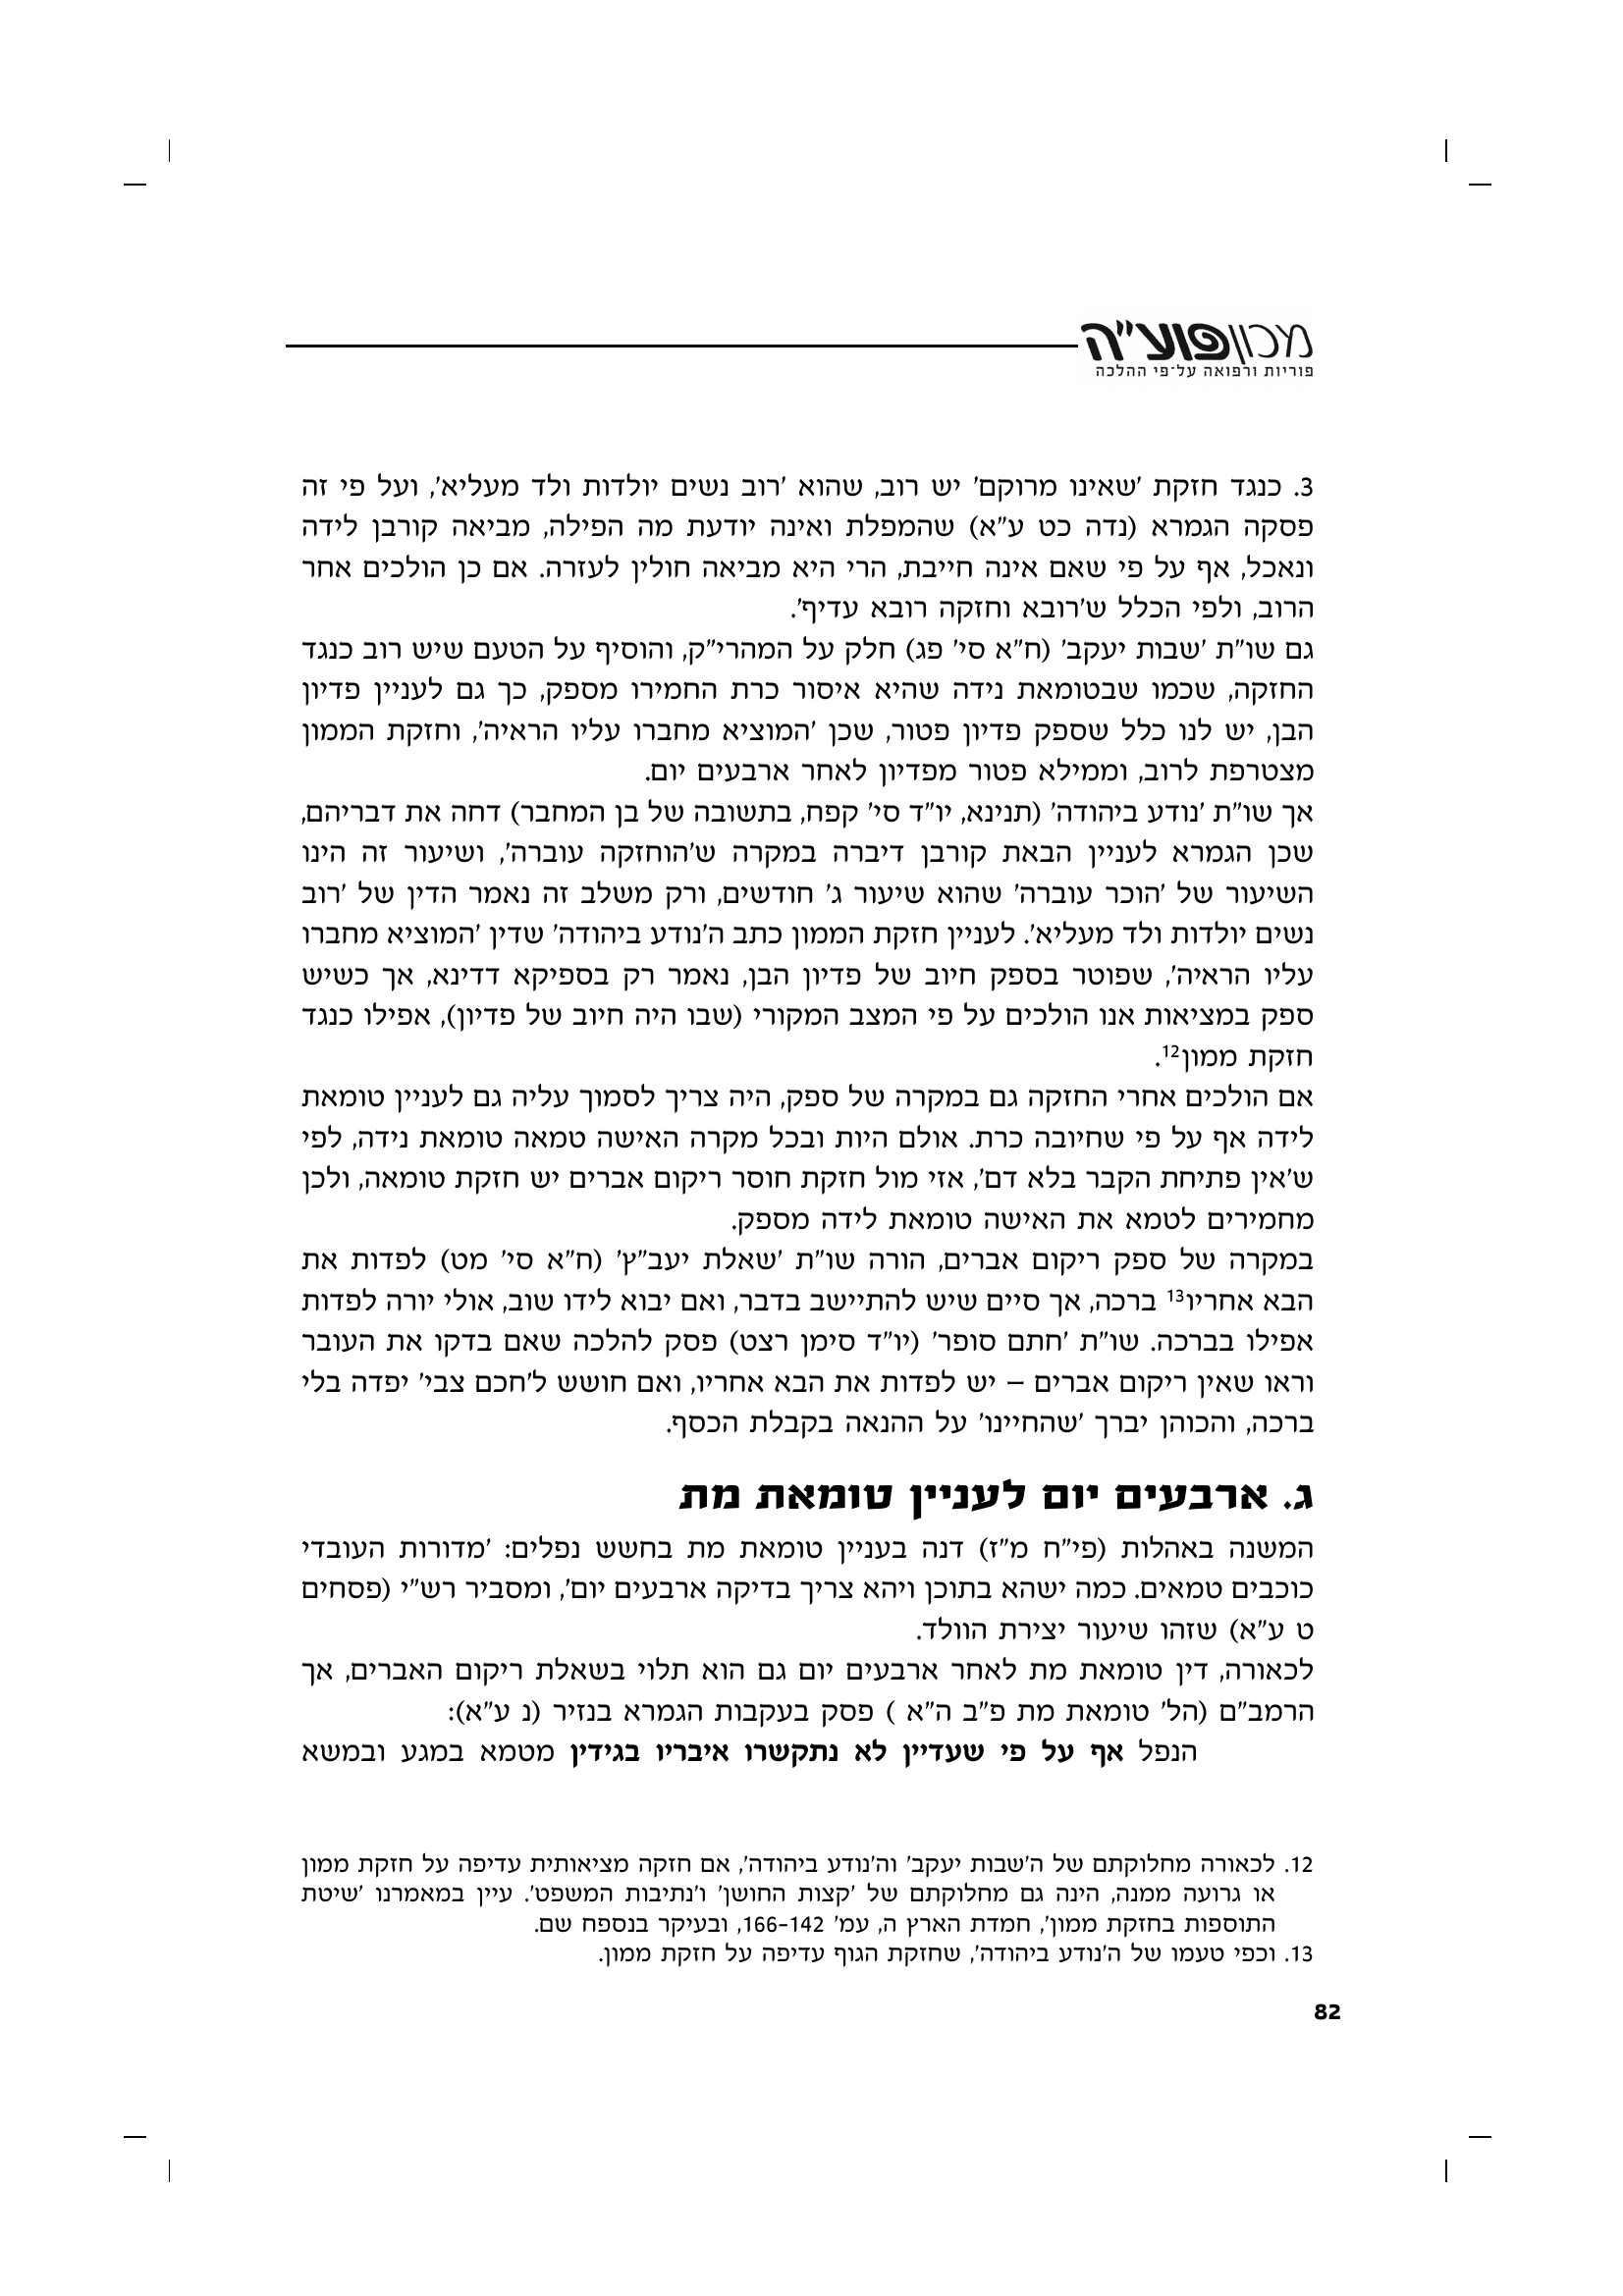 מכון פוע"ה
פוריות ורפואה על-פי ההלכה
3. כנגד חזקת 'שאינו מרוקם' יש רוב, שהוא 'רוב נשים יולדות ולד מעליא', ועל פי זה
פסקה הגמרא (נדה כט ע"א) שהמפלת ואינה יודעת מה הפילה, מביאה קורבן לידה
ונאכל, אף על פי שאם אינה חייבת, הרי היא מביאה חולין לעזרה. אם כן הולכים אחר
הרוב, ולפי הכלל ש'רובא וחזקה רובא עדיף'.
גם שו"ת 'שבות יעקב' (ח"א סי' פג) חלק על המהרי"ק, והוסיף על הטעם שיש רוב כנגד
החזקה, שכמו שבטומאת נידה שהיא איסור כרת החמירו מספק, כך גם לעניין פדיון
הבן, יש לנו כלל שספק פדיון פטור, שכן 'המוציא מחברו עליו הראיה', וחזקת הממון
מצטרפת לרוב, וממילא פטור מפדיון לאחר ארבעים יום.
אך שו"ת 'נודע ביהודה' (תנינא, יו"ד סי' קפח, בתשובה של בן המחבר) דחה את דבריהם,
שכן הגמרא לעניין הבאת קורבן דיברה במקרה ש'הוחזקה עוברה', ושיעור זה הינו
השיעור של 'הוכר עוברה' שהוא שיעור ג' חודשים, ורק משלב זה נאמר הדין של 'רוב
נשים יולדות ולד מעליא'. לעניין חזקת הממון כתב ה'נודע ביהודה' שדין 'המוציא מחברו
עליו הראיה', שפוטר בספק חיוב של פדיון הבן, נאמר רק בספיקא דדינא, אך כשיש
ספק במציאות אנו הולכים על פי המצב המקורי (שבו היה חיוב של פדיון), אפילו כנגד
חזקת ממון12.
אם הולכים אחרי החזקה גם במקרה של ספק, היה צריך לסמוך עליה גם לעניין טומאת
לידה אף על פי שחיובה כרת. אולם היות ובכל מקרה האישה טמאה טומאת נידה, לפי
ש'אין פתיחת הקבר בלא דם', אזי מול חזקת חוסר ריקום אברים יש חזקת טומאה, ולכן
מחמירים לטמא את האישה טומאת לידה מספק.
במקרה של ספק ריקום אברים, הורה שו"ת 'שאלת יעב"ץ' (ח"א סי' מט) לפדות את
הבא אחריו13 ברכה, אך סיים שיש להתיישב בדבר, ואם יבוא לידו שוב, אולי יורה לפדות
אפילו בברכה. שו"ת 'חתם סופר' (יו"ד סימן רצט) פסק להלכה שאם בדקו את העובר
וראו שאין ריקום אברים – יש לפדות את הבא אחריו, ואם חושש ל'חכם צבי' יפדה בלי
ברכה, והכוהן יברך 'שהחיינו' על ההנאה בקבלת הכסף.
ג. ארבעים יום לעניין טומאת מת
המשנה באהלות (פי"ח מ"ז) דנה בעניין טומאת מת בחשש נפלים: 'מדורות העובדי
כוכבים טמאים. כמה ישהא בתוכן ויהא צריך בדיקה ארבעים יום', ומסביר רש"י (פסחים
ט ע"א) שזהו שיעור יצירת הוולד.
לכאורה, דין טומאת מת לאחר ארבעים יום גם הוא תלוי בשאלת ריקום האברים, אך
הרמב"ם (הל' טומאת מת פ"ב ה"א ) פסק בעקבות הגמרא בנזיר (נ ע"א):
הנפל אף על פי שעדיין לא נתקשרו איבריו בגידין מטמא במגע ובמשא
12. לכאורה מחלוקתם של ה'שבות יעקב' וה'נודע ביהודה', אם חזקה מציאותית עדיפה על חזקת ממון
או גרועה ממנה, הינה גם מחלוקתם של 'קצות החושן' ו'נתיבות המשפט'. עיין במאמרנו 'שיטת
התוספות בחזקת ממון', חמדת הארץ ה, עמ' 166-142, ובעיקר בנספח שם.
13. וכפי טעמו של ה'נודע ביהודה', שחזקת הגוף עדיפה על חזקת ממון.
82